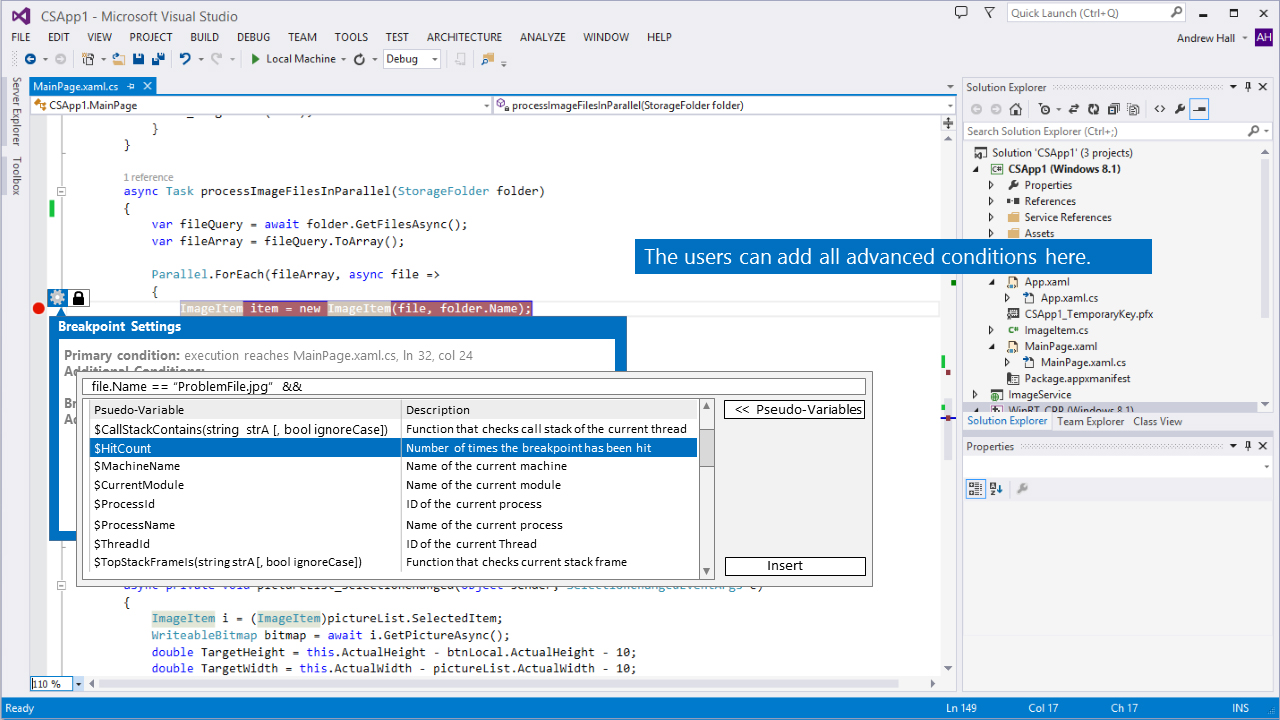 CSApp1 - Microsoft Visual Studio
Quick Launch (Ctrl+Q)
FILE EDIT VIEW PROJECT BUILD DEBUG TEAM TOOLS TEST ARCHITECTURE ANALYZE WINDOW HELP
Andrew Hall AH
Local Machine Debug
Server Explorer
Toolbox
MainPage.xaml.cs
CSApp1.MainPage
processImageFilesInParallel(StorageFolder folder)
}
}
1 reference
async Task processImageFilesInParallel(StorageFolder folder)
{
var fileQuery = await folder.GetFilesAsync();
var fileArray = fileQuery.ToArray();
Parallel.ForEach(fileArray, async file =>
{
ImageItem item = new ImageItem(file, folder.Name);
The users can add all advanced conditions here.
Breakpoint Settings
Primary condition: execution reaches MainPage.xaml.cs, ln 32, col 24
Additional Conditions:
file.Name == “ProblemFile.jpg” &&
Psuedo-Variable Description
$CallStackContains(string strA [, bool ignoreCase]) Function that checks call stack of the current thread
$HitCount Number of times the breakpoint has been hit
$MachineName Name of the current machine
$CurrentModule Name of the current module
$ProcessId ID of the current process
$ProcessName Name of the current process
$ThreadId ID of the current Thread
$TopStackFrameIs(string strA [, bool ignoreCase]) Function that checks current stack frame
<< Pseudo-Variables
Insert
async private void pictureList_SelectionChanged(object sender, SelectionChangedEventArgs e)
{
ImageItem i = (ImageItem)pictureList.SelectedItem;
WriteableBitmap bitmap = await i.GetPictureAsync();
double TargetHeight = this.ActualHeight - btnLocal.ActualHeight - 10;
double TargetWidth = this.ActualWidth - pictureList.ActualWidth - 10;
110 %
Solution Explorer
Search Solution Explorer (Ctrl+;)
Solution 'CSApp1' (3 projects)
CSApp1 (Windows 8.1)
Properties
References
Service References
Assets
App.xaml
App.xaml.cs
CSApp1_TemporaryKey.pfx
ImageItem.cs
MainPage.xaml
MainPage.xaml.cs
Package.appxmanifest
ImageService
WinRT_CPP (Windows 8.1)
Solution Explorer Team Explorer Class View
Properties
Ready Ln 149 Col 17 Ch 17 INS